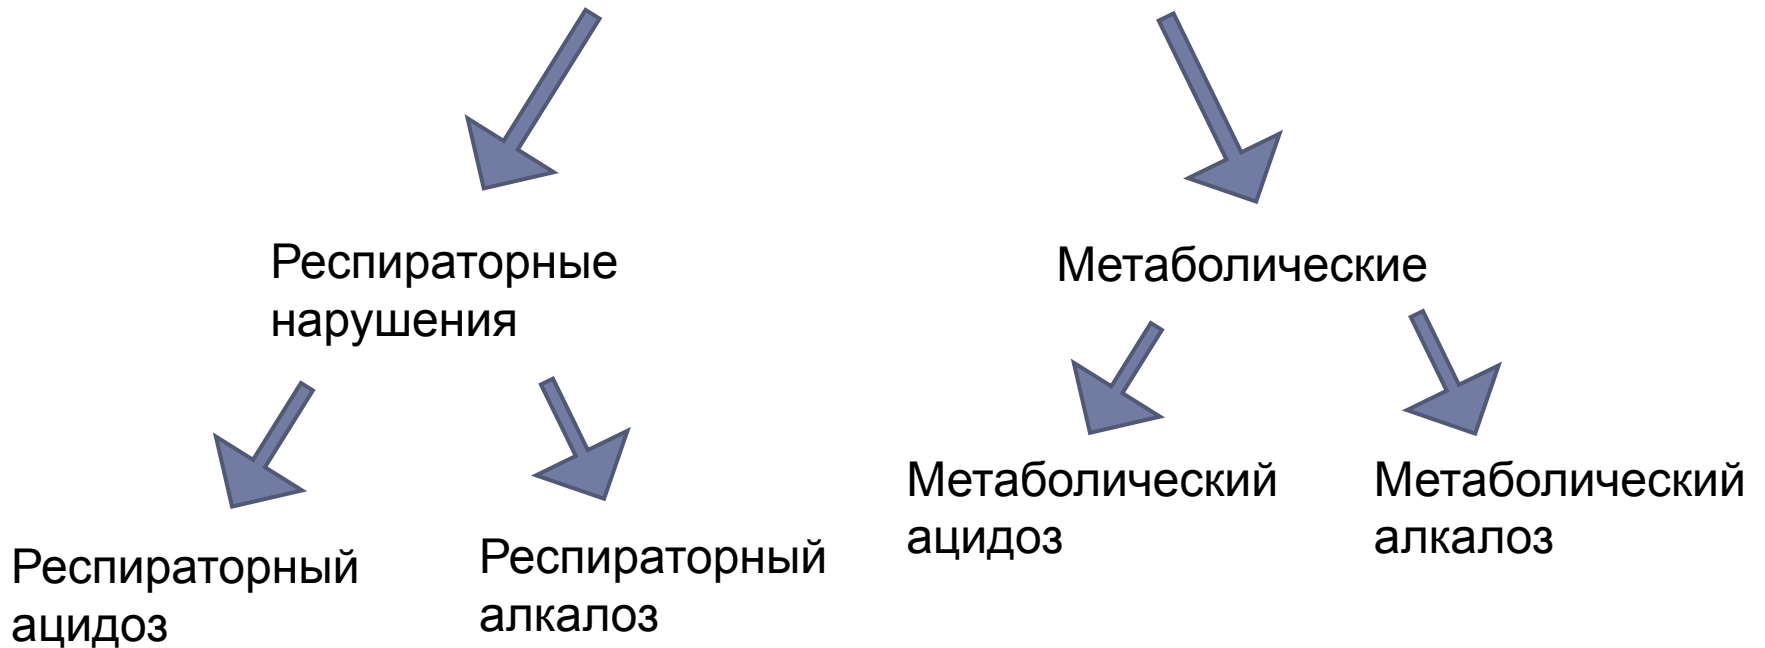 Респираторные
нарушения
Метаболические
Респираторный
ацидоз
Респираторный
алкалоз
Метаболический
ацидоз
Метаболический
алкалоз